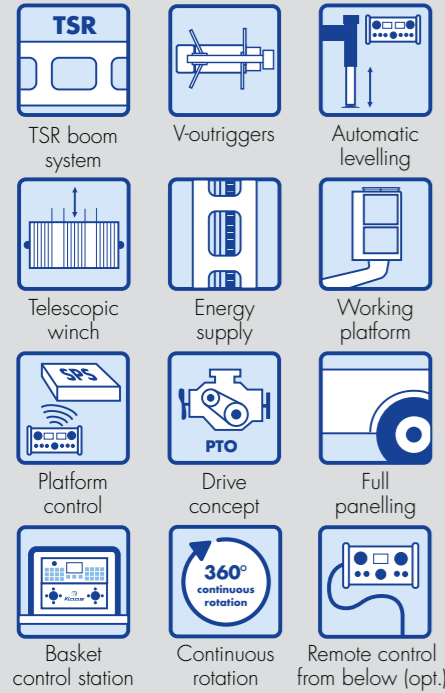 TSR
TSR boom
system
V-outriggers
Automatic
levelling
Telescopic
winch
Energy
supply
Working
platform
SPS
Platform
control
PTO
Drive
concept
Full
panelling
Klaas
Basket
control station
360°
continuous
rotation
Continuous
rotation
Remote control
from below (opt.)